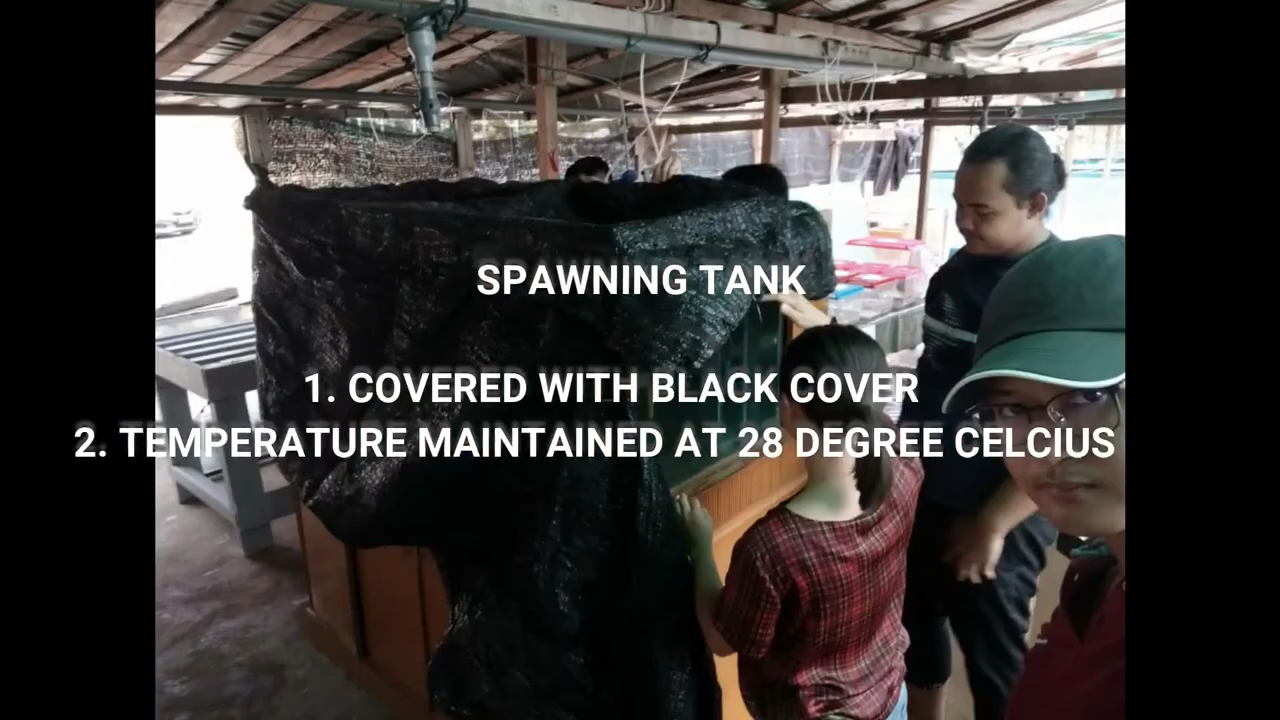 SPAWNING TANK
1. COVERED WITH BLACK COVER
2. TEMPERATURE MAINTAINED AT 28 DEGREE CELCIUS